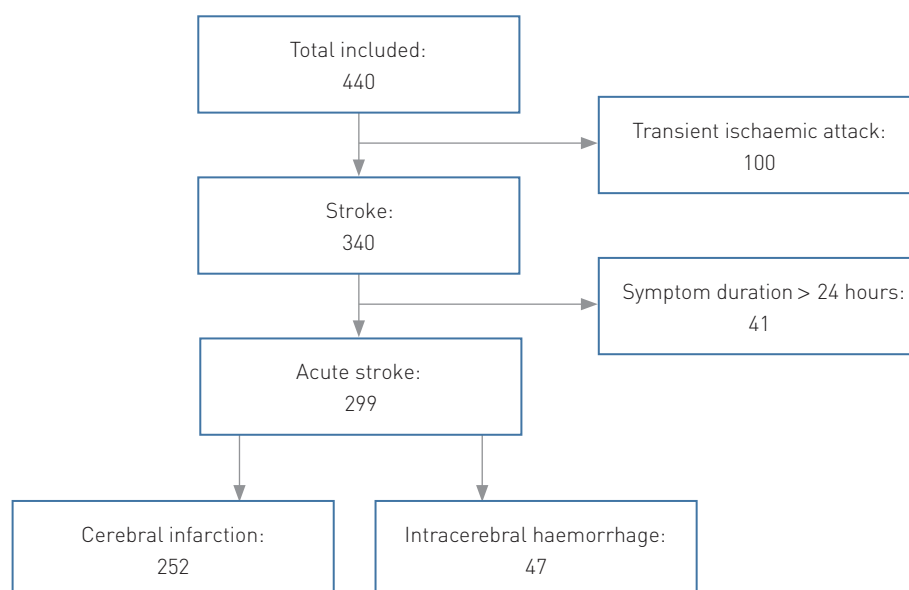 Total included:
440
Transient ischaemic attack:
100
Stroke:
340
Symptom duration > 24 hours:
41
Acute stroke:
299
Cerebral infarction:
252
Intracerebral haemorrhage:
47